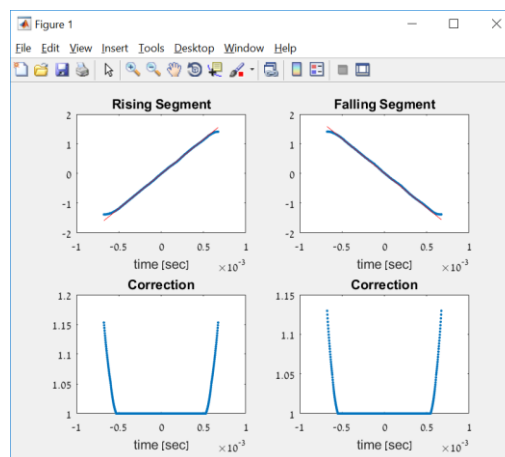 Figure 1
File Edit View Insert Tools Desktop Window Help
Rising Segment
2
1
0
-1
-2
-1 -0.5 0 0.5 1
time [sec]
×10⁻³
Falling Segment
2
1
0
-1
-2
-1 -0.5 0 0.5 1
time [sec]
×10⁻³
Correction
1.2
1.15
1.1
1.05
1
-1 -0.5 0 0.5 1
time [sec]
×10⁻³
Correction
1.15
1.1
1.05
1
-1 -0.5 0 0.5 1
time [sec]
×10⁻³